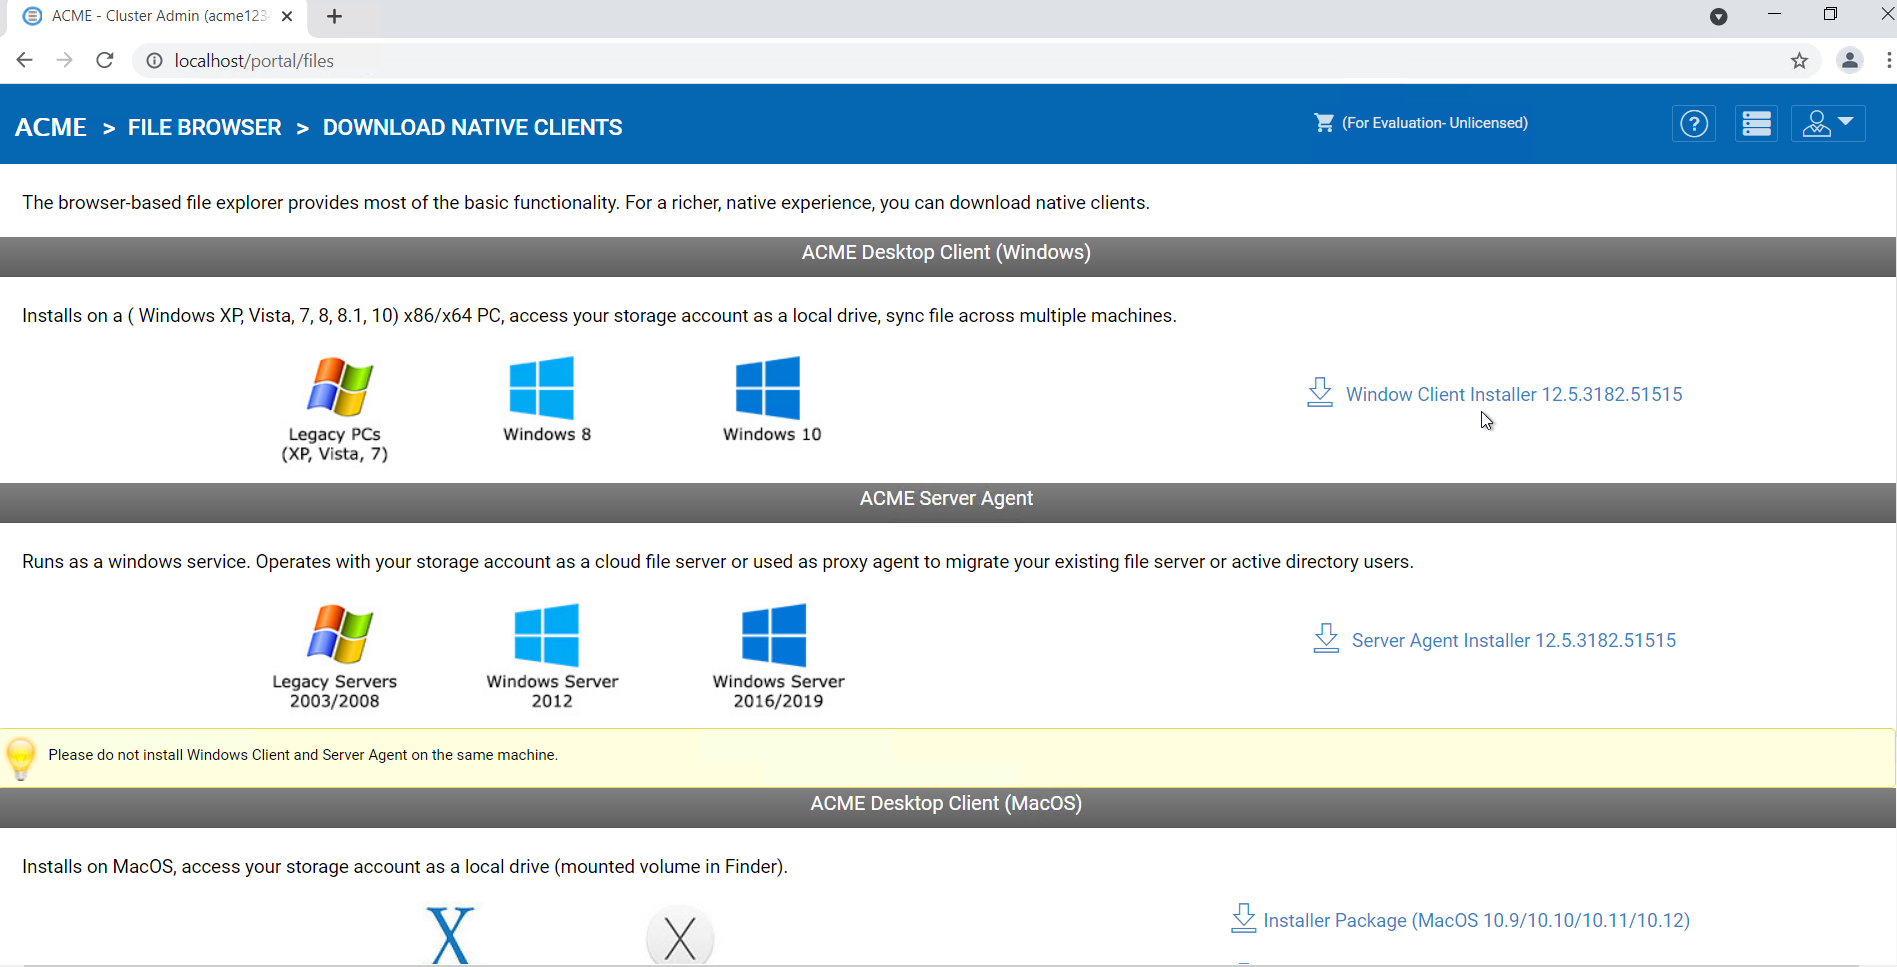 ACME - Cluster Admin (acme123
localhost/portal/files
ACME > FILE BROWSER > DOWNLOAD NATIVE CLIENTS
(For Evaluation- Unlicensed)
The browser-based file explorer provides most of the basic functionality. For a richer, native experience, you can download native clients.
ACME Desktop Client (Windows)
Installs on a ( Windows XP, Vista, 7, 8, 8.1, 10) x86/x64 PC, access your storage account as a local drive, sync file across multiple machines.
Legacy PCs
(XP, Vista, 7)
Windows 8
Windows 10
Window Client Installer 12.5.3182.51515
ACME Server Agent
Runs as a windows service. Operates with your storage account as a cloud file server or used as proxy agent to migrate your existing file server or active directory users.
Legacy Servers
2003/2008
Windows Server
2012
Windows Server
2016/2019
Server Agent Installer 12.5.3182.51515
Please do not install Windows Client and Server Agent on the same machine.
ACME Desktop Client (MacOS)
Installs on MacOS, access your storage account as a local drive (mounted volume in Finder).
X
X
Installer Package (MacOS 10.9/10.10/10.11/10.12)